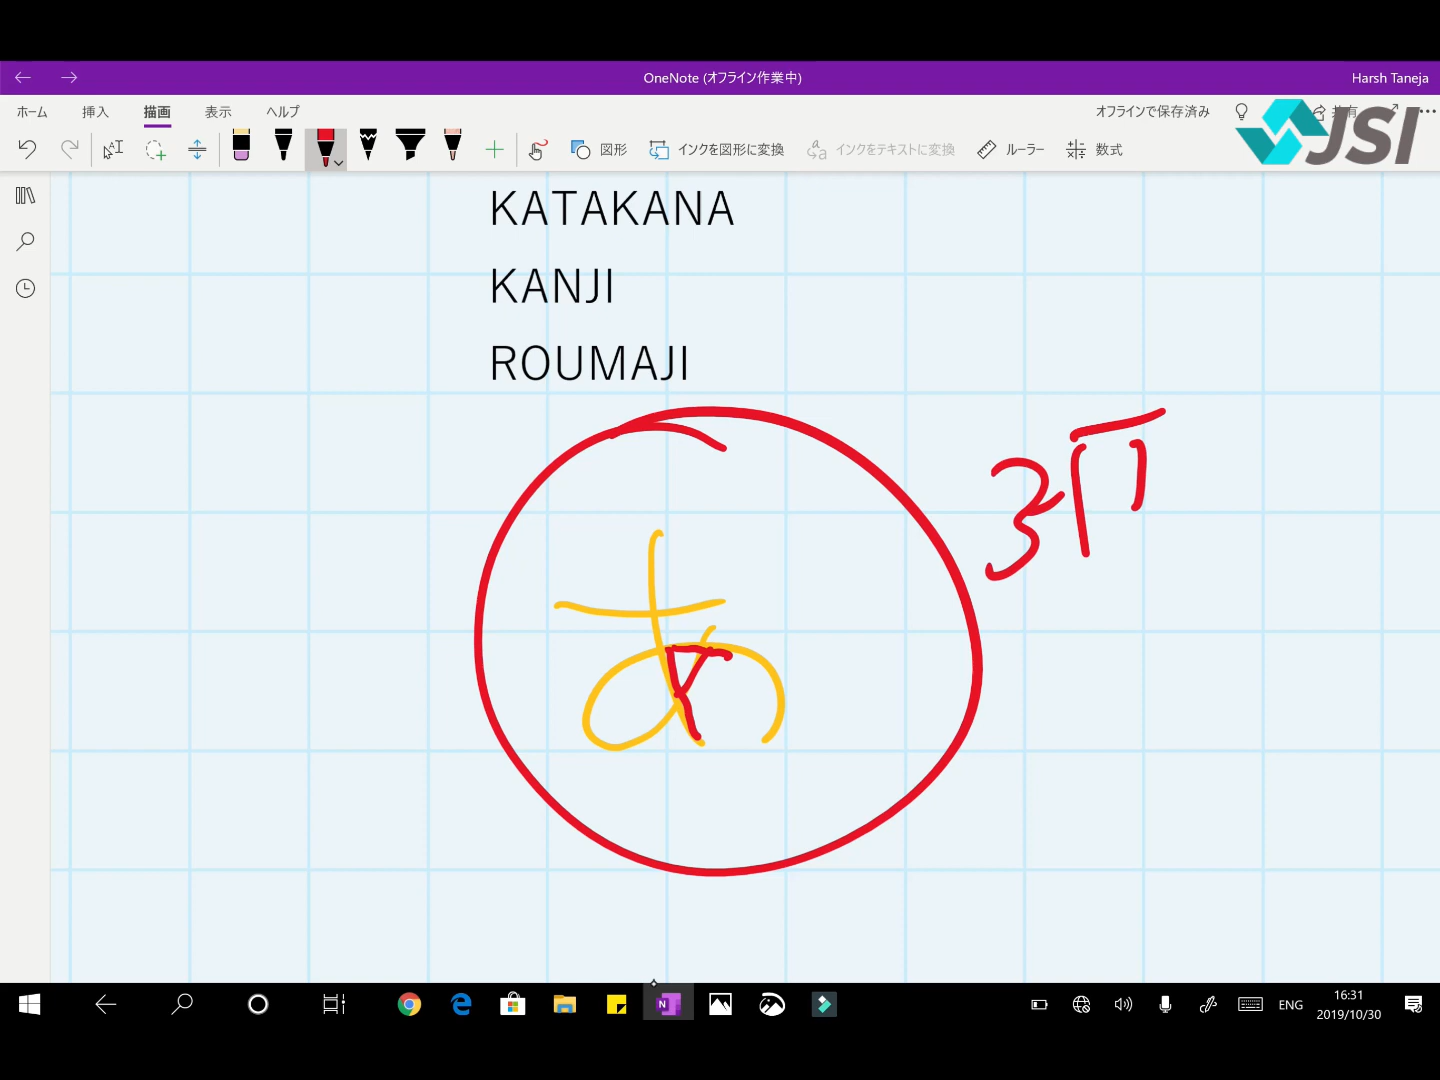 OneNote (オフライン作業中)
Harsh Taneja
ホーム 挿入 描画 表示 ヘルプ
オフラインで保存済み 共有
JSI
図形 インクを図形に変換 インクをテキストに変換 ルーラー 数式
KATAKANA
KANJI
ROUMAJI
あ
ENG
16:31
2019/10/30